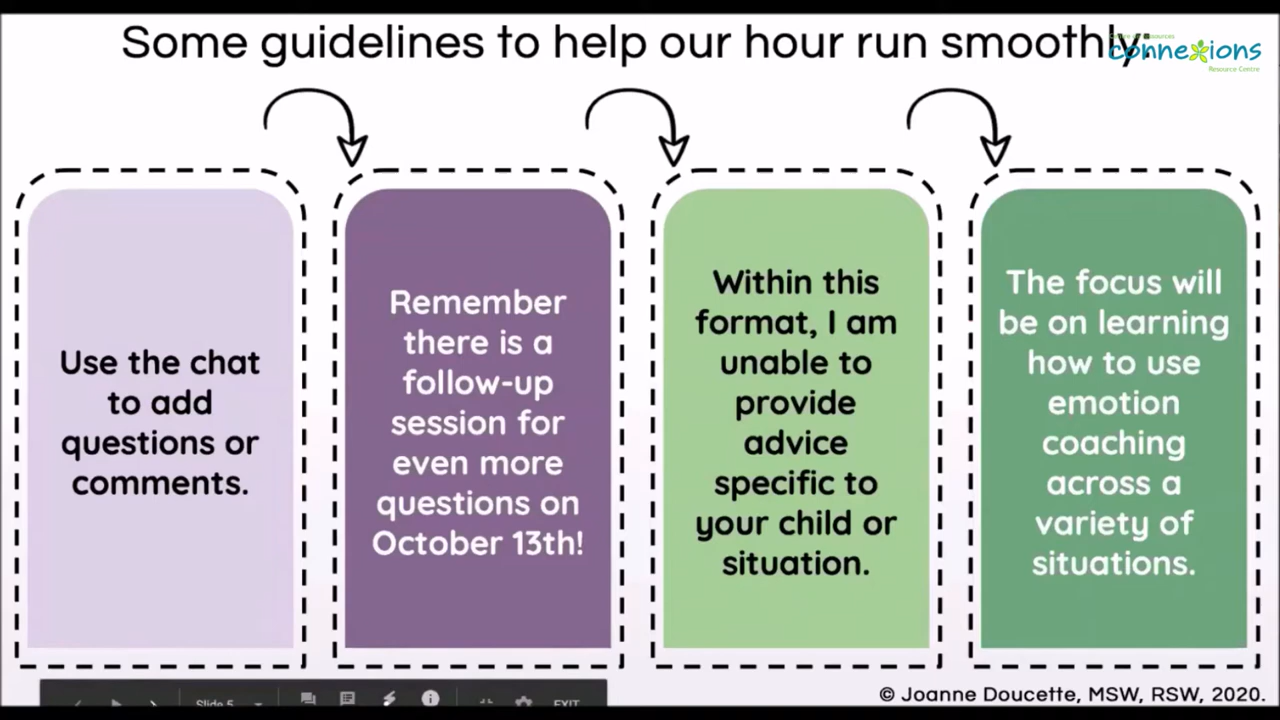 Some guidelines to help our hour run smoothly:
connexions
Resource Centre
Use the chat
to add
questions or
comments.
Remember
there is a
follow-up
session for
even more
questions on
October 13th!
Within this
format, I am
unable to
provide
advice
specific to
your child or
situation.
The focus will
be on learning
how to use
emotion
coaching
across a
variety of
situations.
Slide 5
EXIT
© Joanne Doucette, MSW, RSW, 2020.